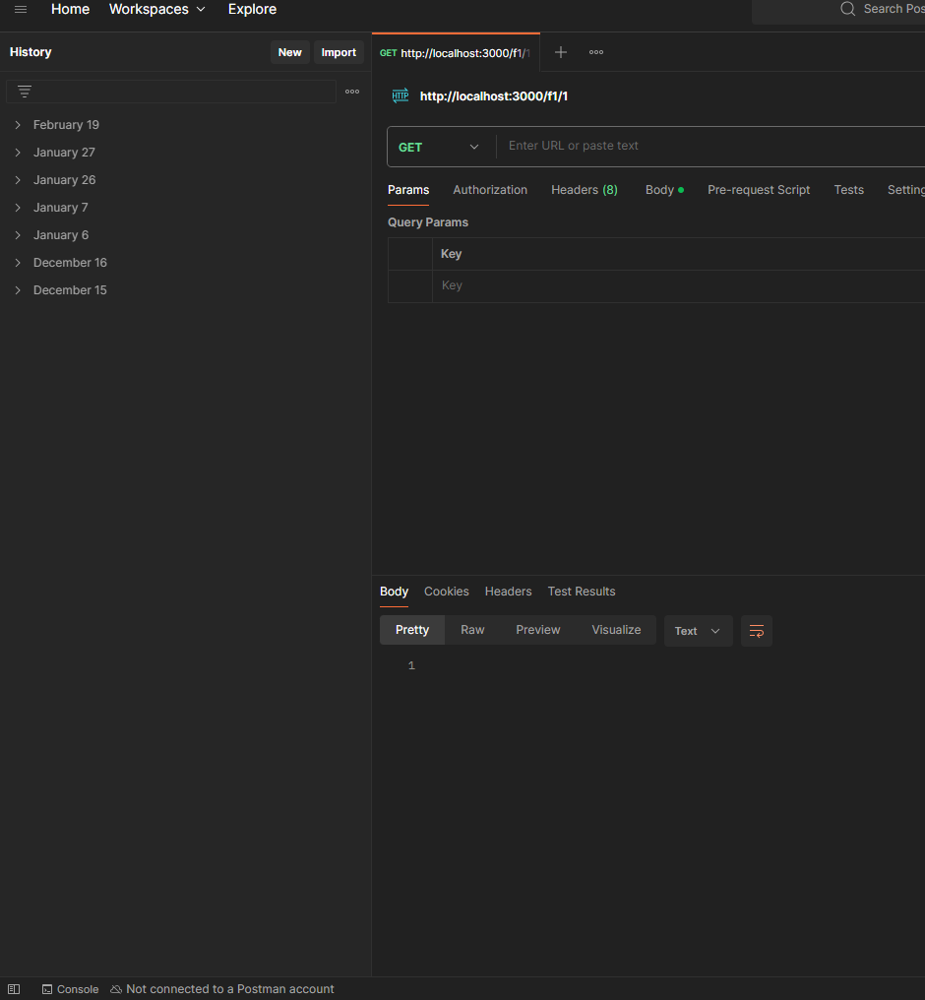 Home Workspaces Explore Search Pos
History New Import
GET http://localhost:3000/f1/1
HTTP http://localhost:3000/f1/1
February 19
January 27
January 26
January 7
January 6
December 16
December 15
GET Enter URL or paste text
Params Authorization Headers (8) Body Pre-request Script Tests Setting
Query Params
Key
Key
Body Cookies Headers Test Results
Pretty Raw Preview Visualize Text
1
Console Not connected to a Postman account